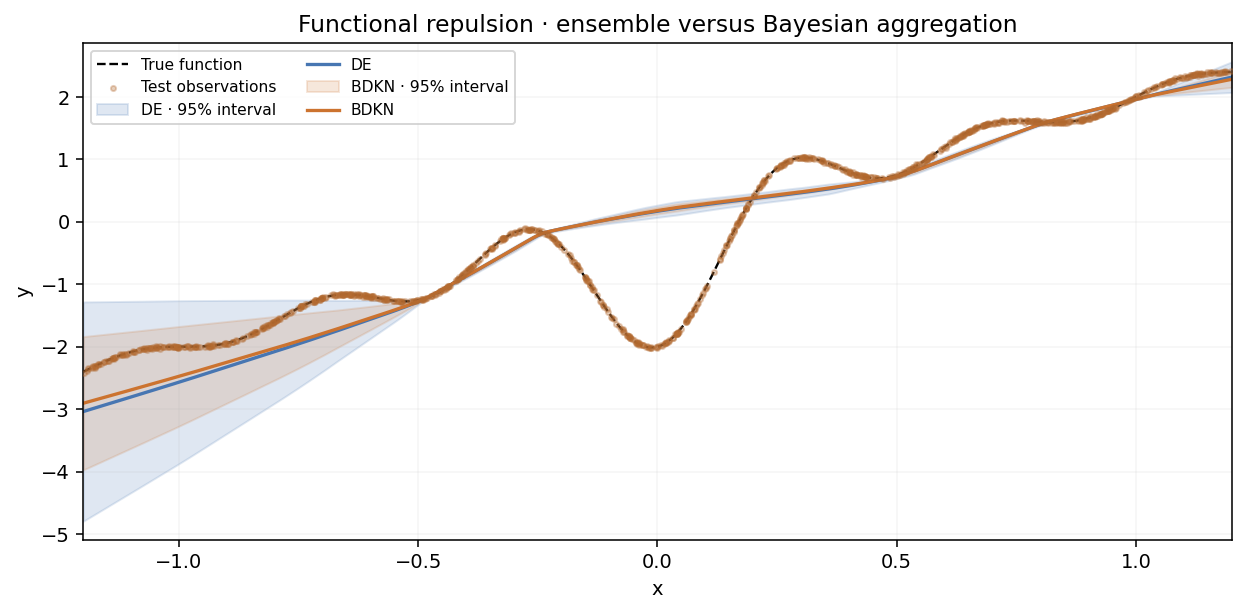 Functional repulsion · ensemble versus Bayesian aggregation
True function
Test observations
DE · 95% interval
DE
BDKN · 95% interval
BDKN
2
1
0
−1
−2
−3
−4
−5
y
−1.0
−0.5
0.0
0.5
1.0
x